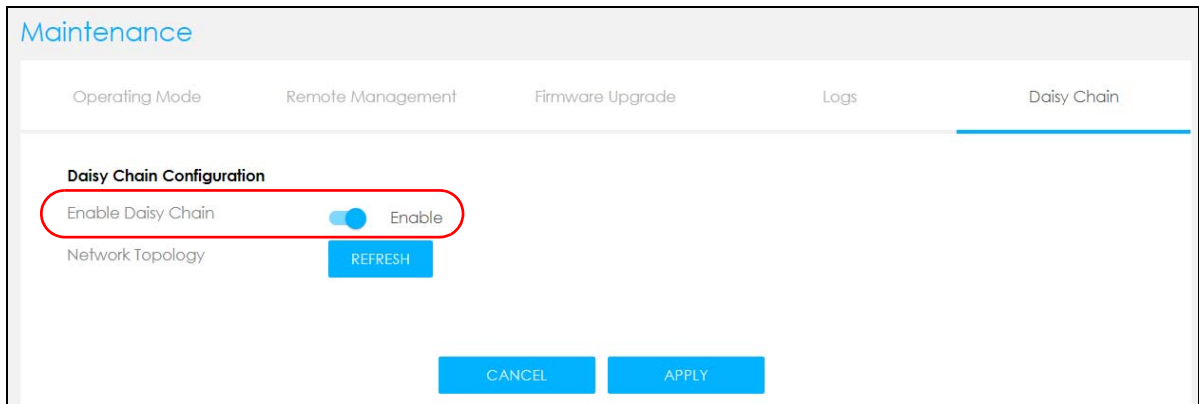 Maintenance
Operating Mode Remote Management Firmware Upgrade Logs Daisy Chain
Daisy Chain Configuration
Enable Daisy Chain Enable
Network Topology REFRESH
CANCEL APPLY